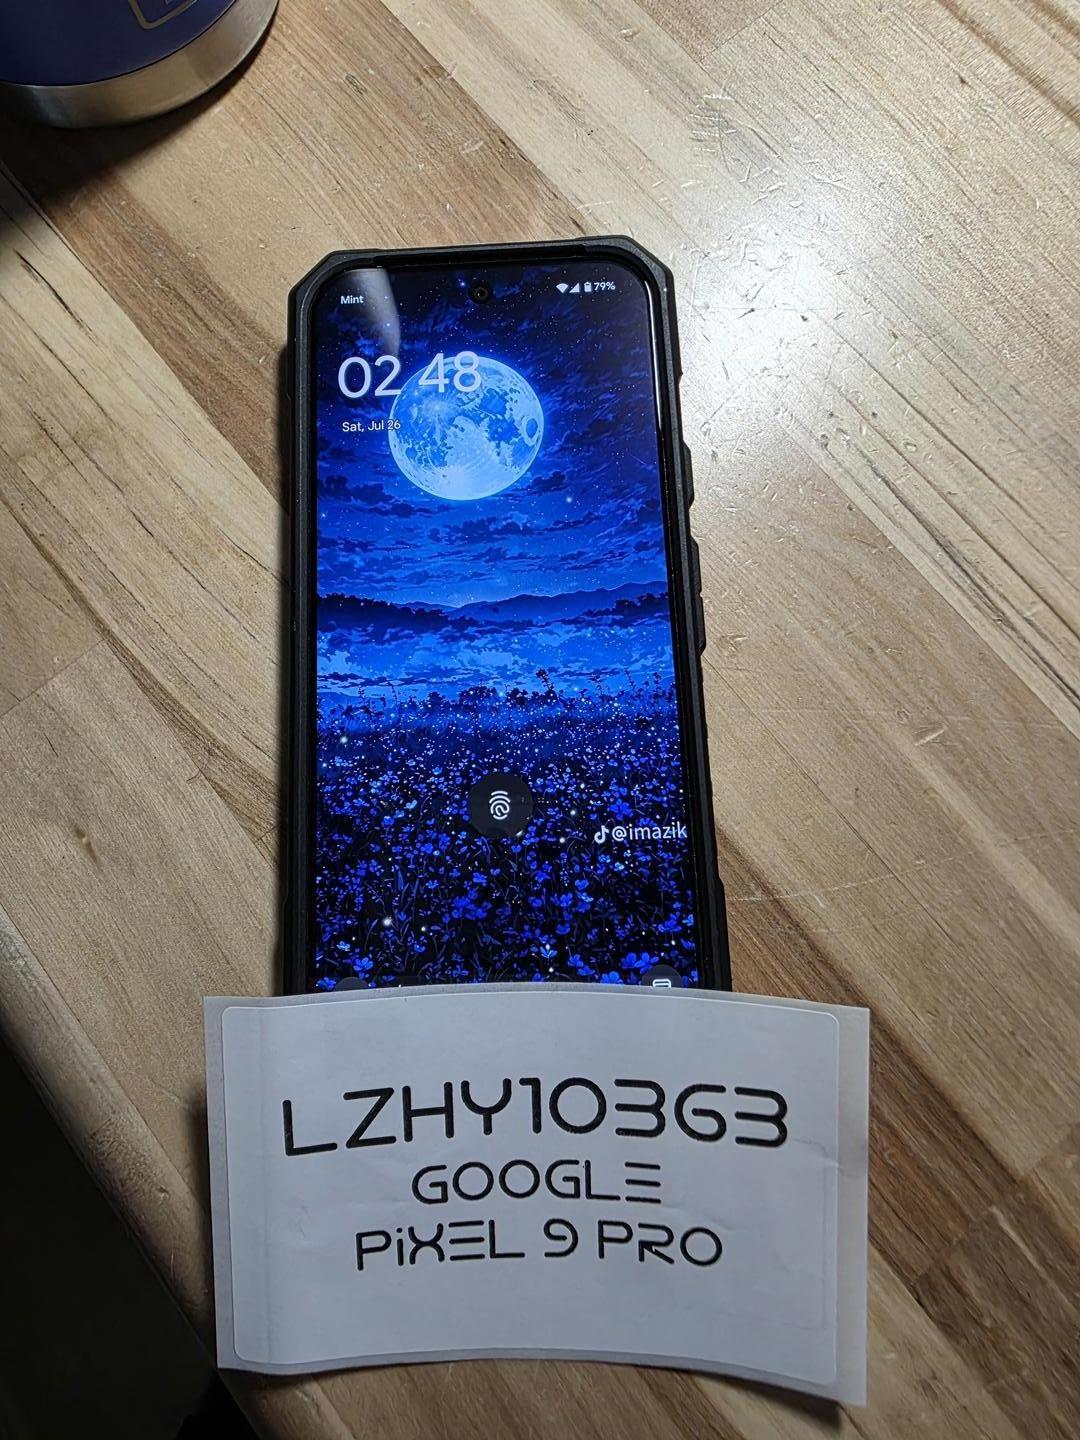 Mint
79%
02 48
Sat, Jul 26
@imazik
LZHY10363
GOOGLE
PiXEL 9 PRO